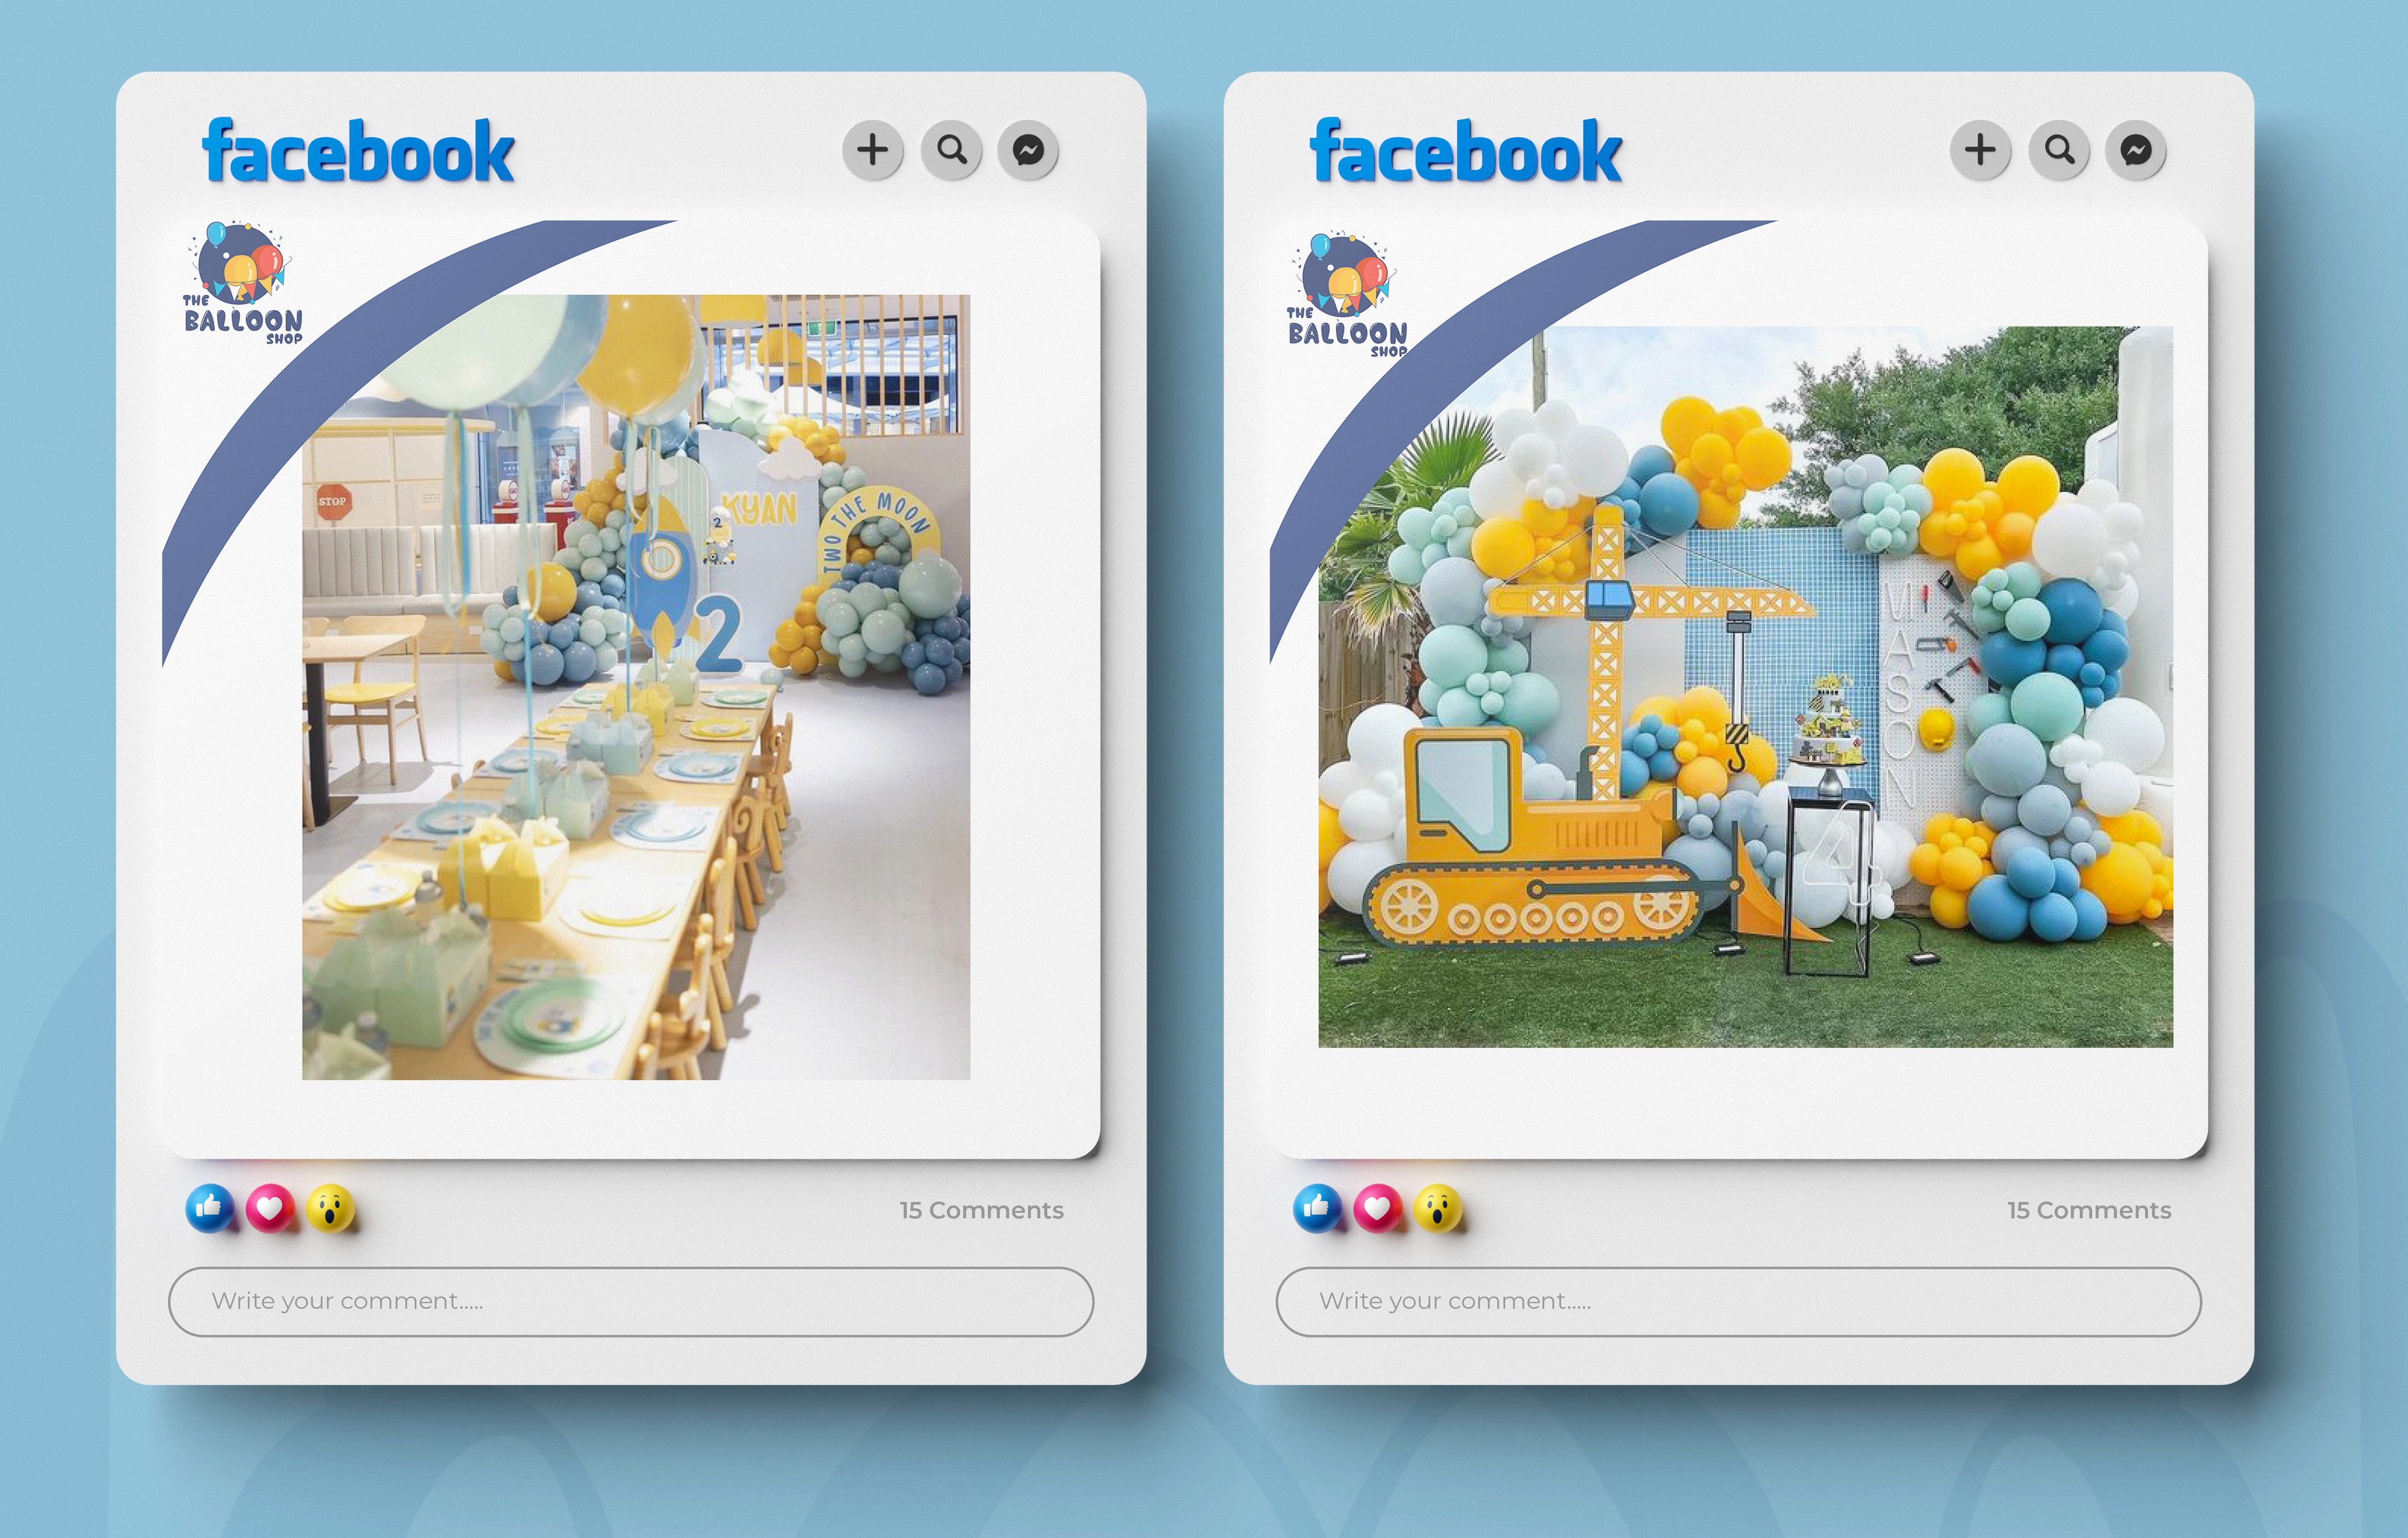 facebook
THE
BALLOON
SHOP
STOP
KYAN
TWO THE MOON
2
2
15 Comments
Write your comment.....
facebook
THE
BALLOON
SHOP
MASON
4
15 Comments
Write your comment.....